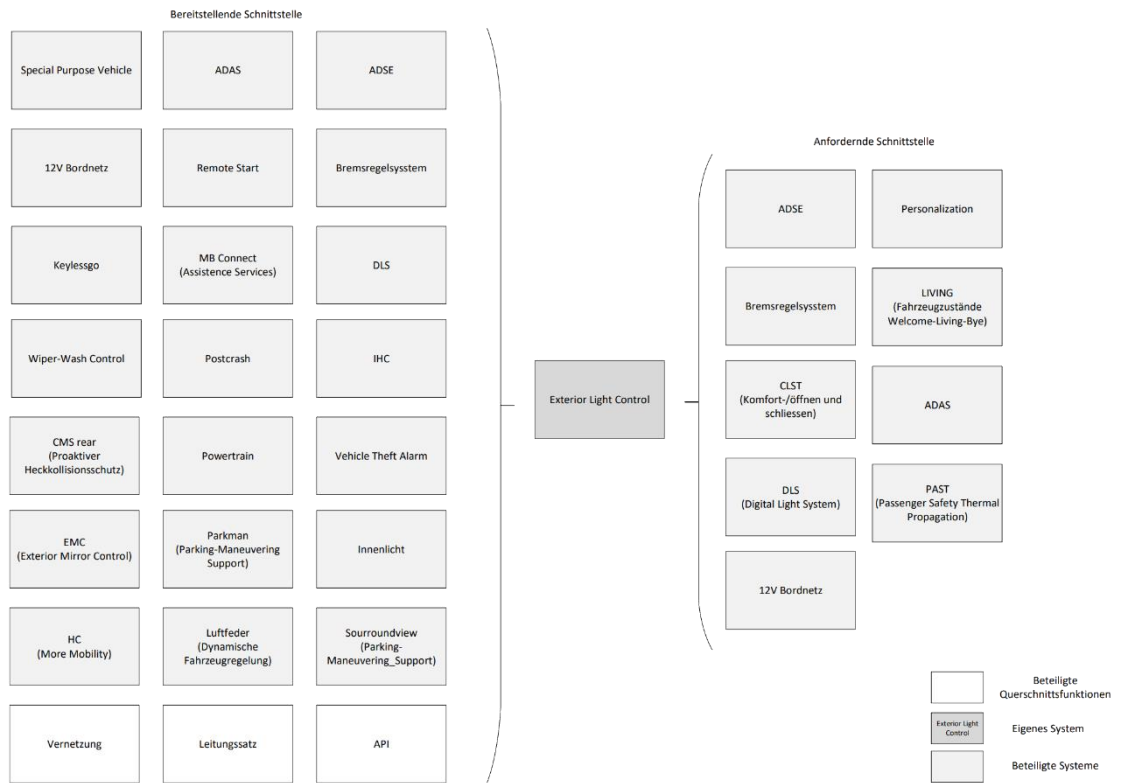 Bereitstellende Schnittstelle
Special Purpose Vehicle
ADAS
ADSE
12V Bordnetz
Remote Start
Bremsregelsysstem
Keylessgo
MB Connect
(Assistence Services)
DLS
Wiper-Wash Control
Postcrash
IHC
CMS rear
(Proaktiver
Heckkollisionsschutz)
Powertrain
Vehicle Theft Alarm
EMC
(Exterior Mirror Control)
Parkman
(Parking-Maneuvering
Support)
Innenlicht
HC
(More Mobility)
Luftfeder
(Dynamische
Fahrzeugregelung)
Sourroundview
(Parking-
Maneuvering_Support)
Vernetzung
Leitungssatz
API
Exterior Light Control
Anfordernde Schnittstelle
ADSE
Personalization
Bremsregelsysstem
LIVING
(Fahrzeugzustände
Welcome-Living-Bye)
CLST
(Komfort-/öffnen und
schliessen)
ADAS
DLS
(Digital Light System)
PAST
(Passenger Safety Thermal
Propagation)
12V Bordnetz
Beteiligte
Querschnittsfunktionen
Exterior Light
Control
Eigenes System
Beteiligte Systeme